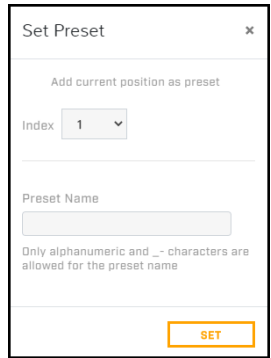 Set Preset ×
Add current position as preset
Index 1
Preset Name
Only alphanumeric and _- characters are
allowed for the preset name
SET